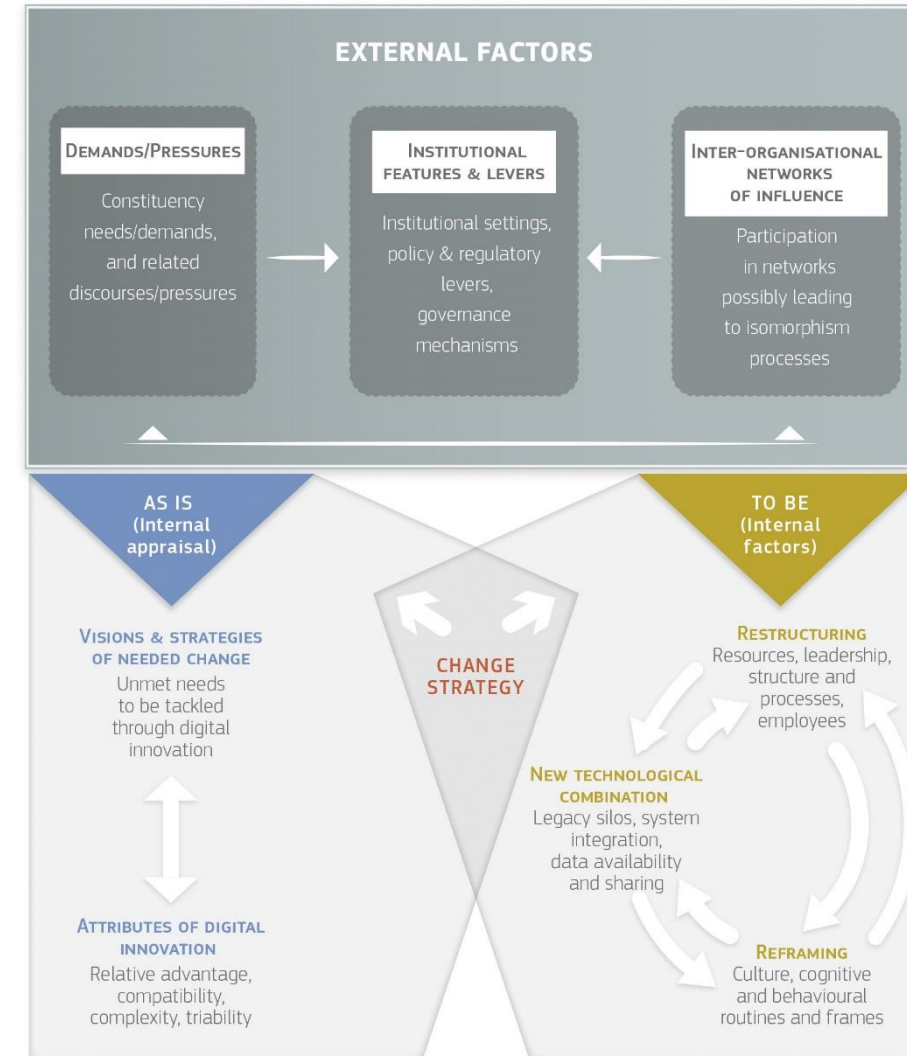 EXTERNAL FACTORS
DEMANDS/PRESSURES
Constituency
needs/demands,
and related
discourses/pressures
INSTITUTIONAL
FEATURES & LEVERS
Institutional settings,
policy & regulatory
levers,
governance
mechanisms
INTER-ORGANISATIONAL
NETWORKS
OF INFLUENCE
Participation
in networks
possibly leading
to isomorphism
processes
AS IS
(Internal
appraisal)
VISIONS & STRATEGIES
OF NEEDED CHANGE
Unmet needs
to be tackled
through digital
innovation
ATTRIBUTES OF DIGITAL
INNOVATION
Relative advantage,
compatibility,
complexity, triability
CHANGE
STRATEGY
TO BE
(Internal
factors)
RESTRUCTURING
Resources, leadership,
structure and
processes,
employees
NEW TECHNOLOGICAL
COMBINATION
Legacy silos, system
integration,
data availability
and sharing
REFRAMING
Culture, cognitive
and behavioural
routines and frames